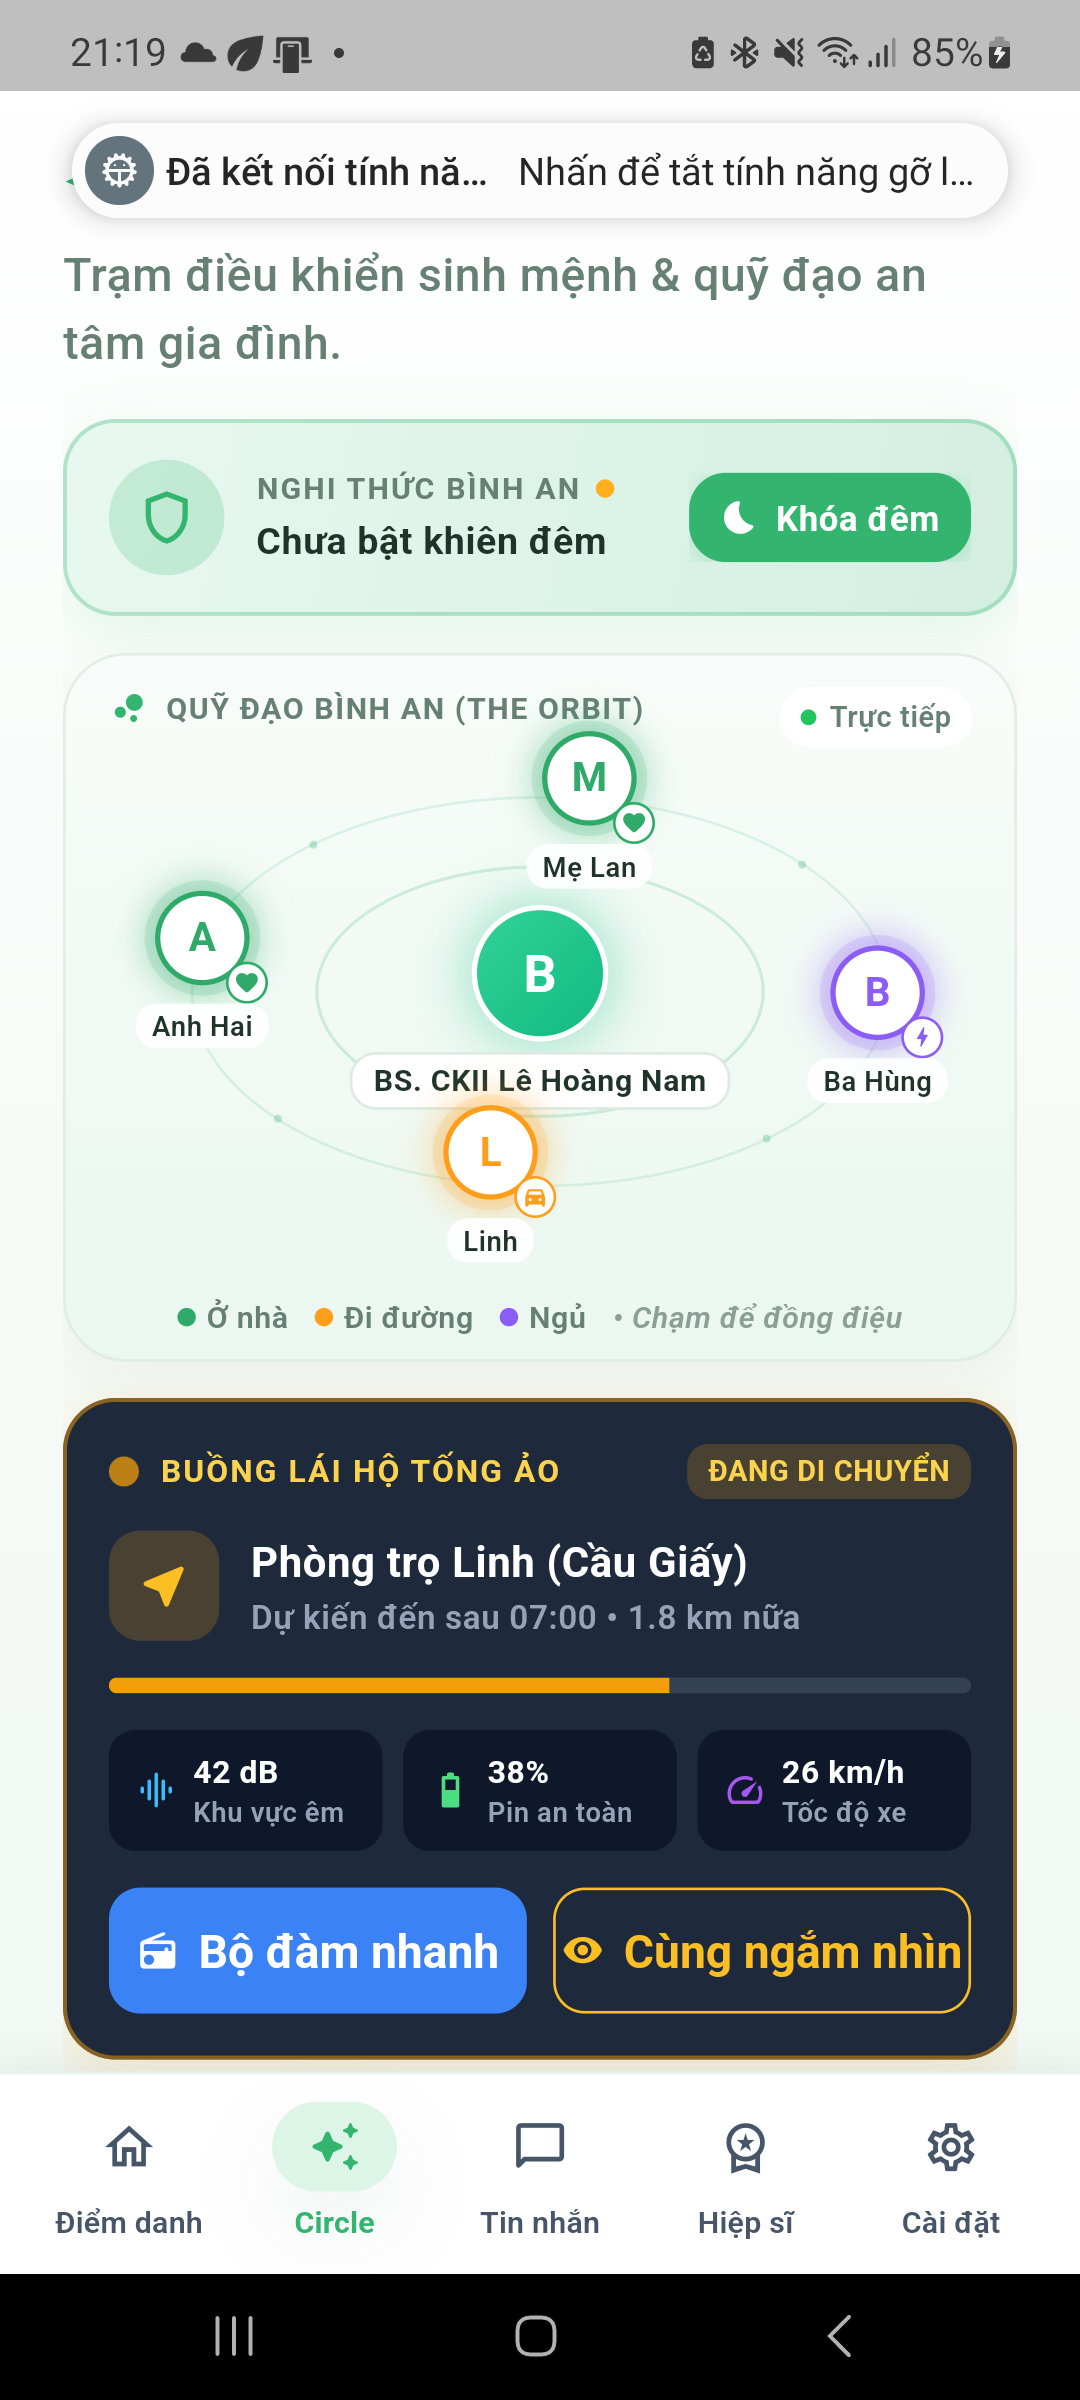 21:19
85%
Đã kết nối tính nă... Nhấn để tắt tính năng gỡ l...
Trạm điều khiển sinh mệnh & quỹ đạo an
tâm gia đình.
NGHI THỨC BÌNH AN
Chưa bật khiên đêm
Khóa đêm
QUỸ ĐẠO BÌNH AN (THE ORBIT)
Trực tiếp
M
Mẹ Lan
A
Anh Hai
B
BS. CKII Lê Hoàng Nam
B
Ba Hùng
L
Linh
Ở nhà Đi đường Ngủ • Chạm để đồng điệu
BUỒNG LÁI HỘ TỐNG ẢO
ĐANG DI CHUYỂN
Phòng trọ Linh (Cầu Giấy)
Dự kiến đến sau 07:00 • 1.8 km nữa
42 dB
Khu vực êm
38%
Pin an toàn
26 km/h
Tốc độ xe
Bộ đàm nhanh
Cùng ngắm nhìn
Điểm danh
Circle
Tin nhắn
Hiệp sĩ
Cài đặt